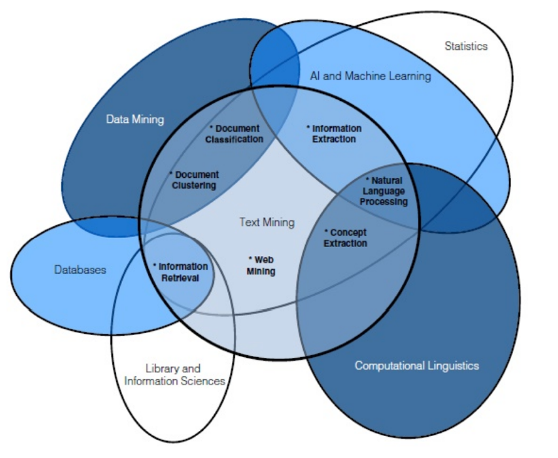 Statistics
AI and Machine Learning
Data Mining
* Document
Classification
* Information
Extraction
* Document
Clustering
* Natural
Language
Processing
Text Mining
* Concept
Extraction
* Web
Mining
Databases
* Information
Retrieval
Library and
Information Sciences
Computational Linguistics